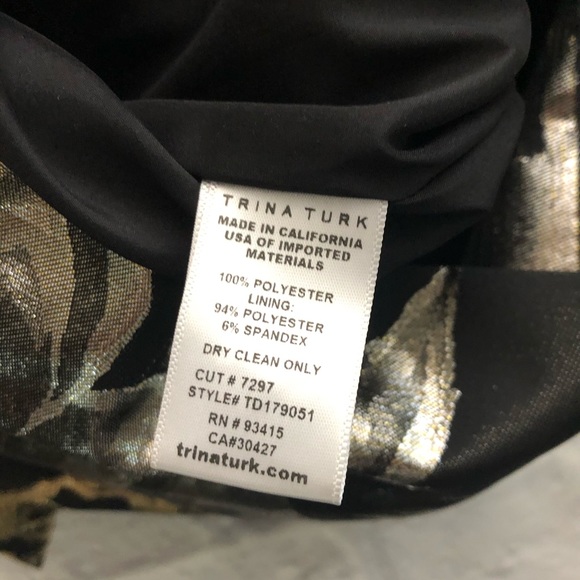 TRINA TURK
MADE IN CALIFORNIA
USA OF IMPORTED
MATERIALS
100% POLYESTER
LINING:
94% POLYESTER
6% SPANDEX
DRY CLEAN ONLY
CUT # 7297
STYLE# TD179051
RN # 93415
CA#30427
trinaturk.com